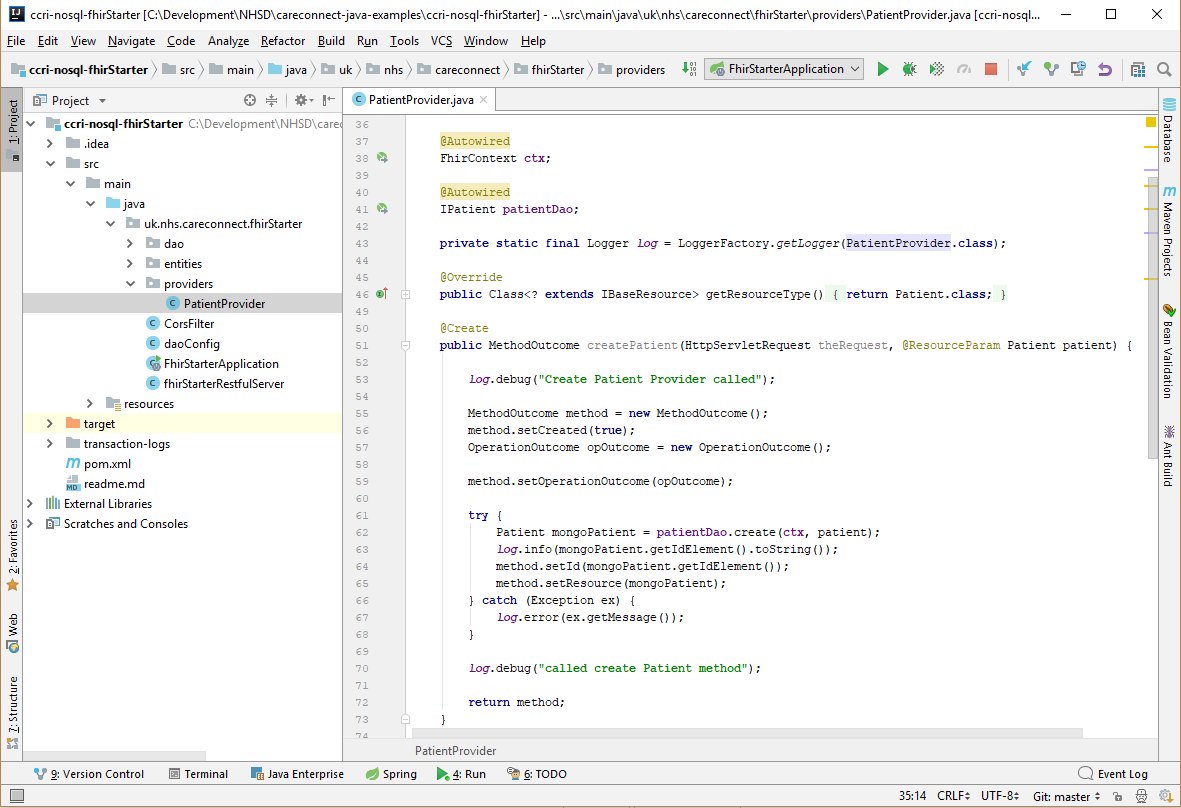 ccri-nosql-fhirStarter [C:\Development\NHSD\careconnect-java-examples\ccri-nosql-fhirStarter] - ...\src\main\java\uk\nhs\careconnect\fhirStarter\providers\PatientProvider.java [ccri-nosql...
File Edit View Navigate Code Analyze Refactor Build Run Tools VCS Window Help
ccri-nosql-fhirStarter src main java uk nhs careconnect fhirStarter providers FhirStarterApplication
Project
PatientProvider.java
1: Project
2: Favorites
Web
7: Structure
ccri-nosql-fhirStarter C:\Development\NHSD\carec
.idea
src
main
java
uk.nhs.careconnect.fhirStarter
dao
entities
providers
PatientProvider
CorsFilter
daoConfig
FhirStarterApplication
fhirStarterRestfulServer
resources
target
transaction-logs
pom.xml
readme.md
External Libraries
Scratches and Consoles
36
37 @Autowired
38 FhirContext ctx;
39
40 @Autowired
41 IPatient patientDao;
42
43 private static final Logger log = LoggerFactory.getLogger(PatientProvider.class);
44
45 @Override
46 public Class<? extends IBaseResource> getResourceType() { return Patient.class; }
49
50 @Create
51 public MethodOutcome createPatient(HttpServletRequest theRequest, @ResourceParam Patient patient) {
52
53 log.debug("Create Patient Provider called");
54
55 MethodOutcome method = new MethodOutcome();
56 method.setCreated(true);
57 OperationOutcome opOutcome = new OperationOutcome();
58
59 method.setOperationOutcome(opOutcome);
60
61 try {
62 Patient mongoPatient = patientDao.create(ctx, patient);
63 log.info(mongoPatient.getIdElement().toString());
64 method.setId(mongoPatient.getIdElement());
65 method.setResource(mongoPatient);
66 } catch (Exception ex) {
67 log.error(ex.getMessage());
68 }
69
70 log.debug("called create Patient method");
71
72 return method;
73 }
74
PatientProvider
Database
Maven Projects
Bean Validation
Ant Build
9: Version Control Terminal Java Enterprise Spring 4: Run 6: TODO Event Log
35:14 CRLF UTF-8 Git: master